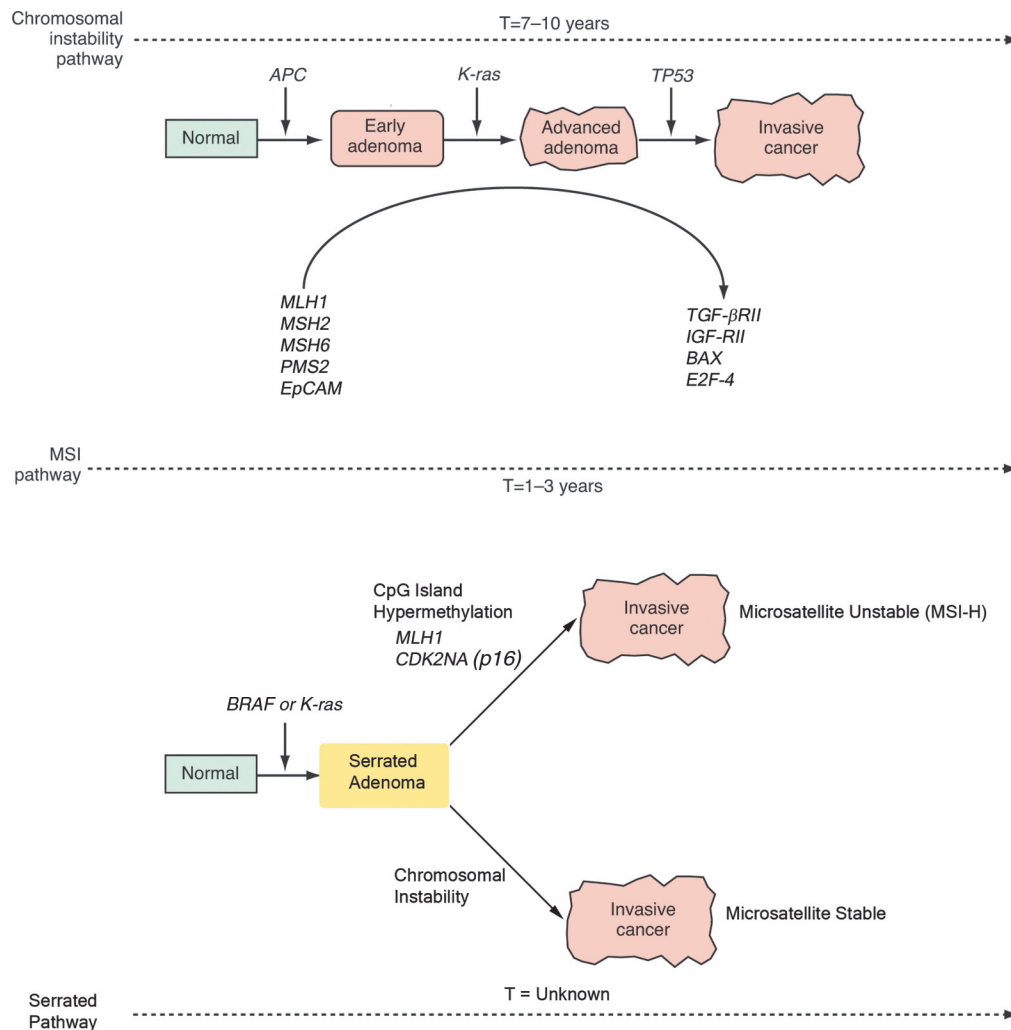 Chromosomal
instability
pathway
T=7–10 years
APC
K-ras
TP53
Normal
Early
adenoma
Advanced
adenoma
Invasive
cancer
MLH1
MSH2
MSH6
PMS2
EpCAM
TGF-βRII
IGF-RII
BAX
E2F-4
MSI
pathway
T=1–3 years
CpG Island
Hypermethylation
MLH1
CDK2NA (p16)
Invasive
cancer
Microsatellite Unstable (MSI-H)
BRAF or K-ras
Normal
Serrated
Adenoma
Chromosomal
Instability
Invasive
cancer
Microsatellite Stable
T = Unknown
Serrated
Pathway